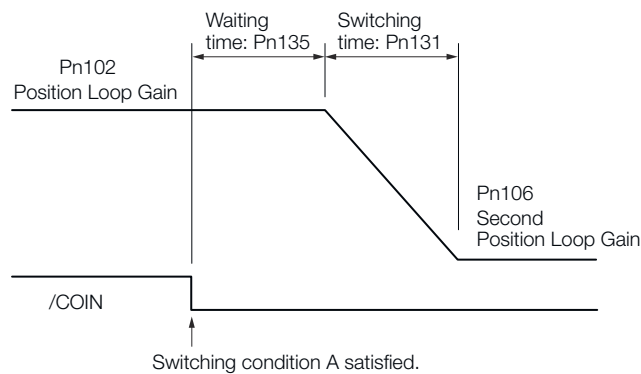 Waiting
time: Pn135
Switching
time: Pn131
Pn102
Position Loop Gain
Pn106
Second
Position Loop Gain
/COIN
Switching condition A satisfied.